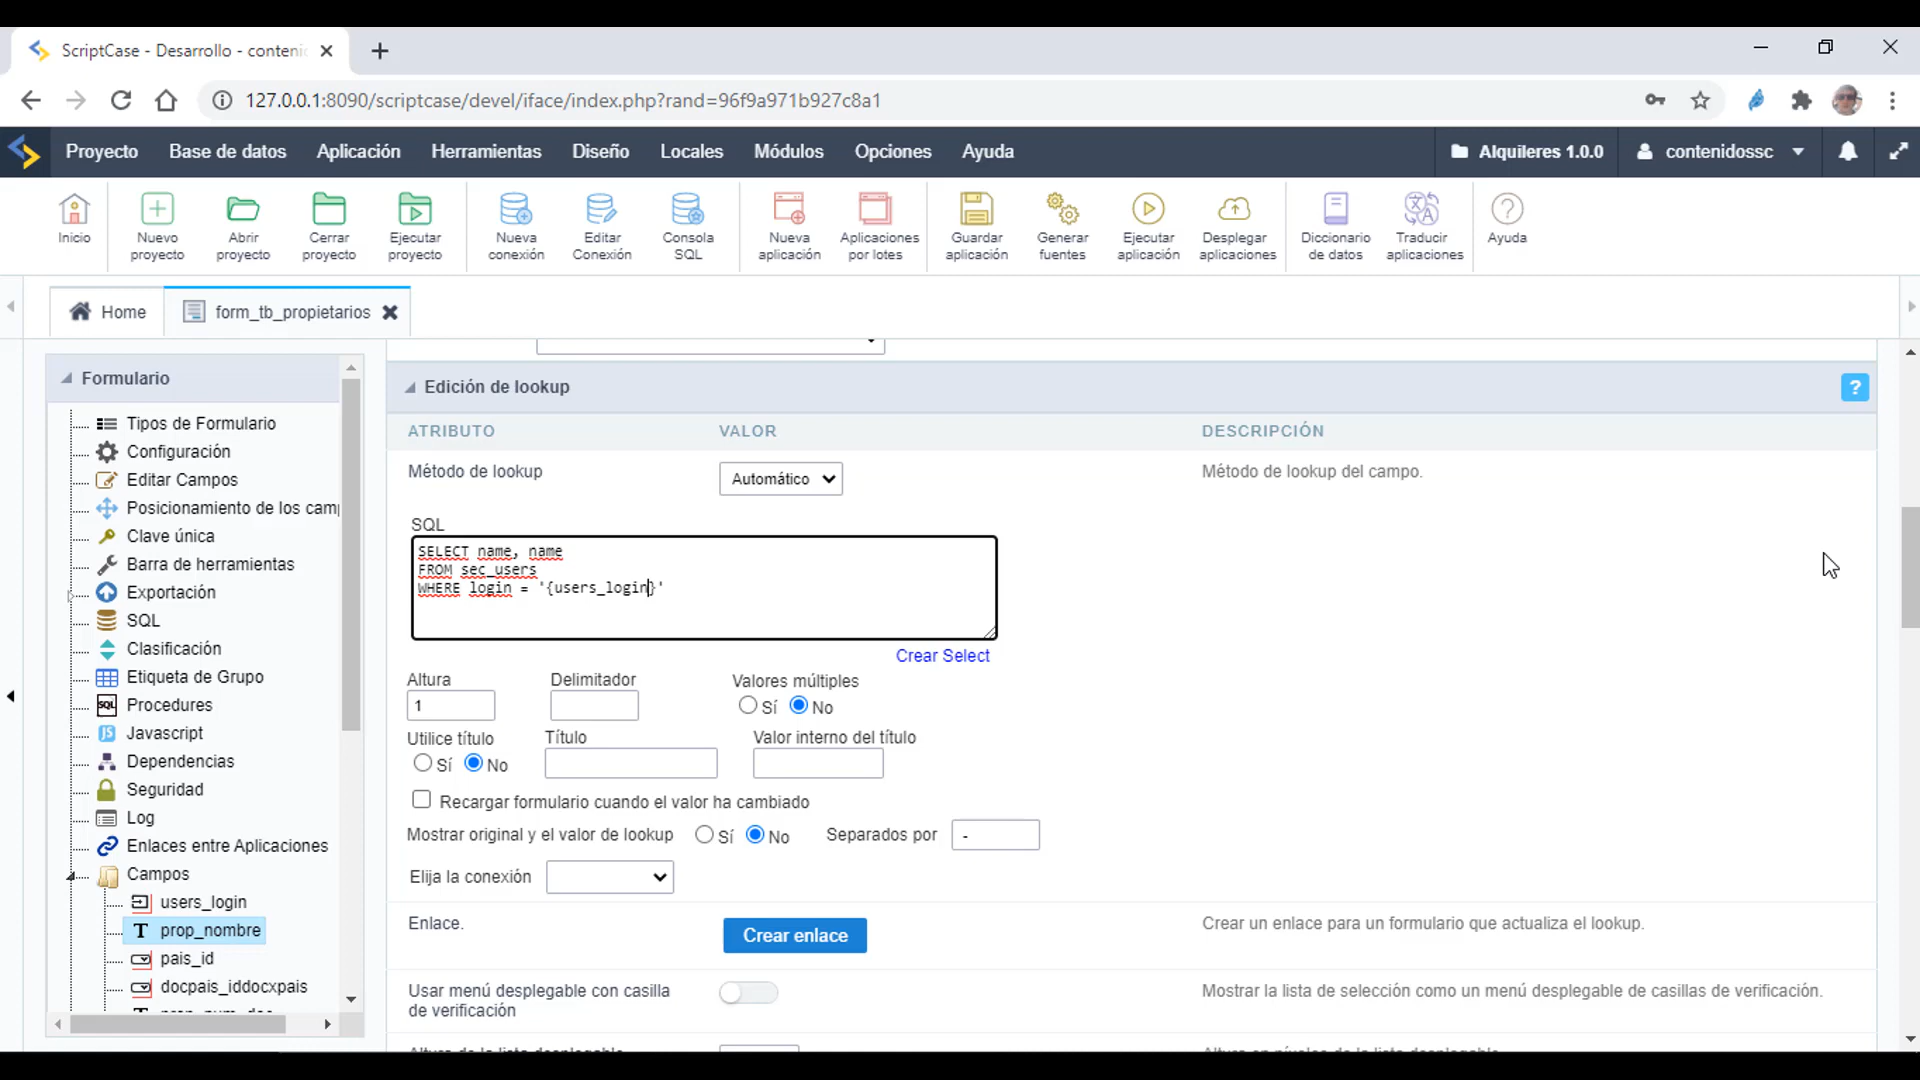 ScriptCase - Desarrollo - conteni
127.0.0.1:8090/scriptcase/devel/iface/index.php?rand=96f9a971b927c8a1
Proyecto Base de datos Aplicación Herramientas Diseño Locales Módulos Opciones Ayuda Alquileres 1.0.0 contenidossc
Inicio Nuevo proyecto Abrir proyecto Cerrar proyecto Ejecutar proyecto Nueva conexión Editar Conexión Consola SQL Nueva aplicación Aplicaciones por lotes Guardar aplicación Generar fuentes Ejecutar aplicación Desplegar aplicaciones Diccionario de datos Traducir aplicaciones Ayuda
Home form_tb_propietarios
Formulario
Tipos de Formulario
Configuración
Editar Campos
Posicionamiento de los cam
Clave única
Barra de herramientas
Exportación
SQL
Clasificación
Etiqueta de Grupo
Procedures
Javascript
Dependencias
Seguridad
Log
Enlaces entre Aplicaciones
Campos
users_login
prop_nombre
pais_id
docpais_iddocxpais
Edición de lookup ?
ATRIBUTO VALOR DESCRIPCIÓN
Método de lookup Automático Método de lookup del campo.
SQL
SELECT name, name
FROM sec_users
WHERE login = '{users_login}'
Crear Select
Altura Delimitador Valores múltiples
1 Sí No
Utilice título Título Valor interno del título
Sí No
Recargar formulario cuando el valor ha cambiado
Mostrar original y el valor de lookup Sí No Separados por -
Elija la conexión
Enlace. Crear enlace Crear un enlace para un formulario que actualiza el lookup.
Usar menú desplegable con casilla de verificación Mostrar la lista de selección como un menú desplegable de casillas de verificación.